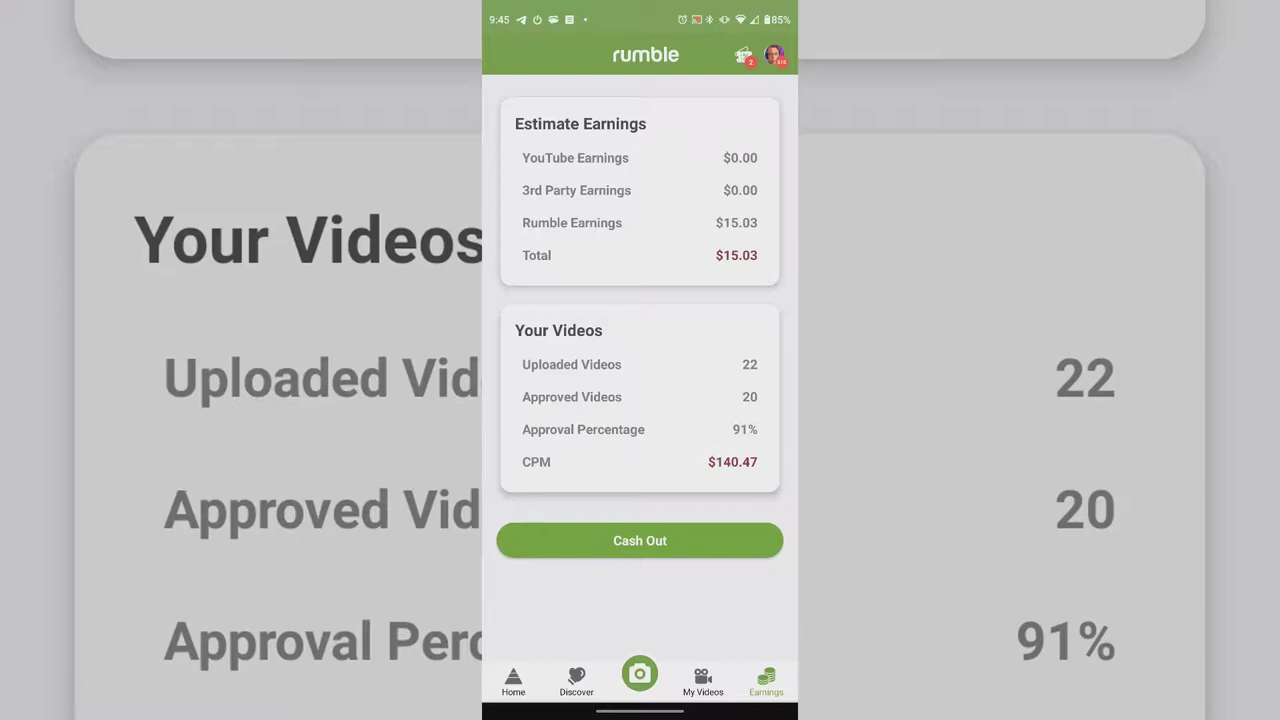 9:45
85%
rumble
2
Estimate Earnings
YouTube Earnings $0.00
3rd Party Earnings $0.00
Rumble Earnings $15.03
Total $15.03
Your Videos
Uploaded Videos 22
Approved Videos 20
Approval Percentage 91%
CPM $140.47
Cash Out
Home
Discover
My Videos
Earnings
Your Videos
Uploaded Vid
22
Approved Vid
20
Approval Perc
91%